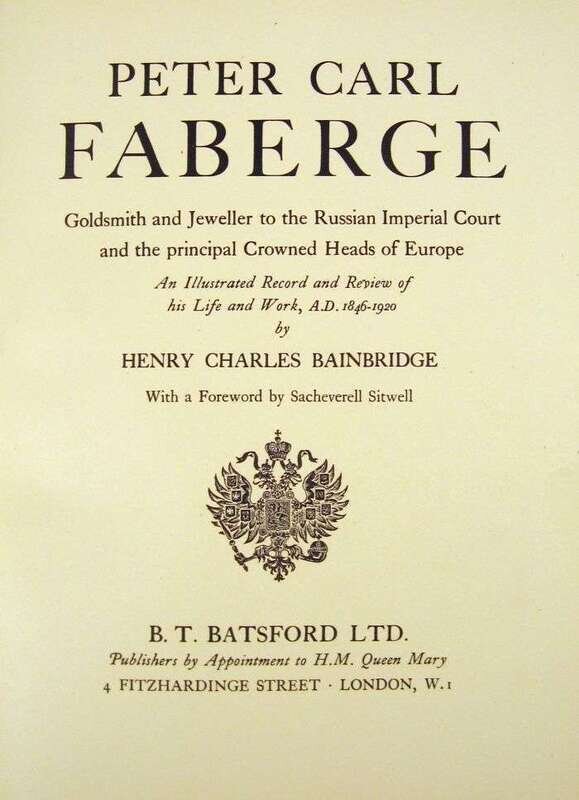 PETER CARL
FABERGE
Goldsmith and Jeweller to the Russian Imperial Court
and the principal Crowned Heads of Europe
An Illustrated Record and Review of
his Life and Work, A.D. 1846-1920
by
HENRY CHARLES BAINBRIDGE
With a Foreword by Sacheverell Sitwell
B. T. BATSFORD LTD.
Publishers by Appointment to H.M. Queen Mary
4 FITZHARDINGE STREET · LONDON, W.1